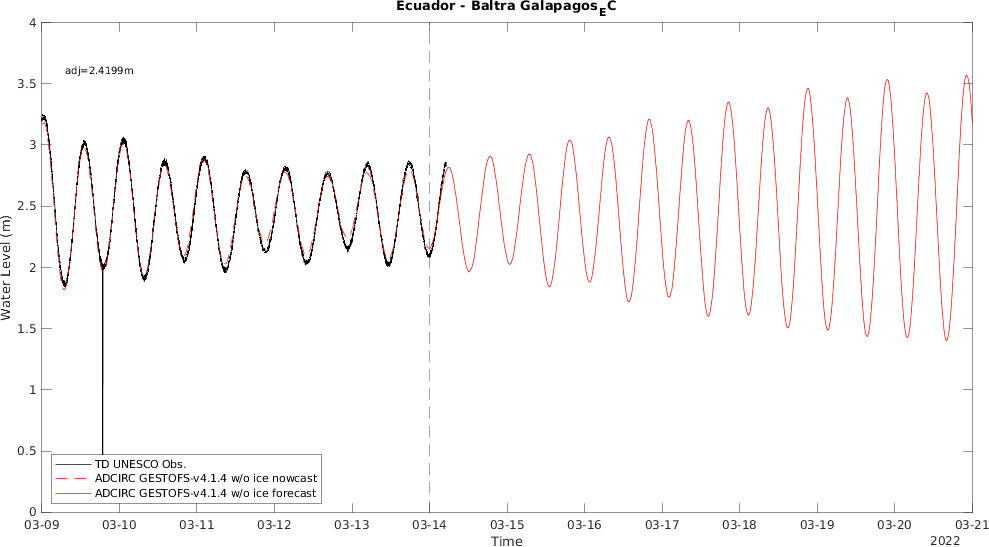 Ecuador - Baltra Galapagos_EC
adj=2.4199m
Water Level (m)
4
3.5
3
2.5
2
1.5
1
0.5
0
TD UNESCO Obs.
ADCIRC GESTOFS-v4.1.4 w/o ice nowcast
ADCIRC GESTOFS-v4.1.4 w/o ice forecast
03-09 03-10 03-11 03-12 03-13 03-14 03-15 03-16 03-17 03-18 03-19 03-20 03-21
Time
2022